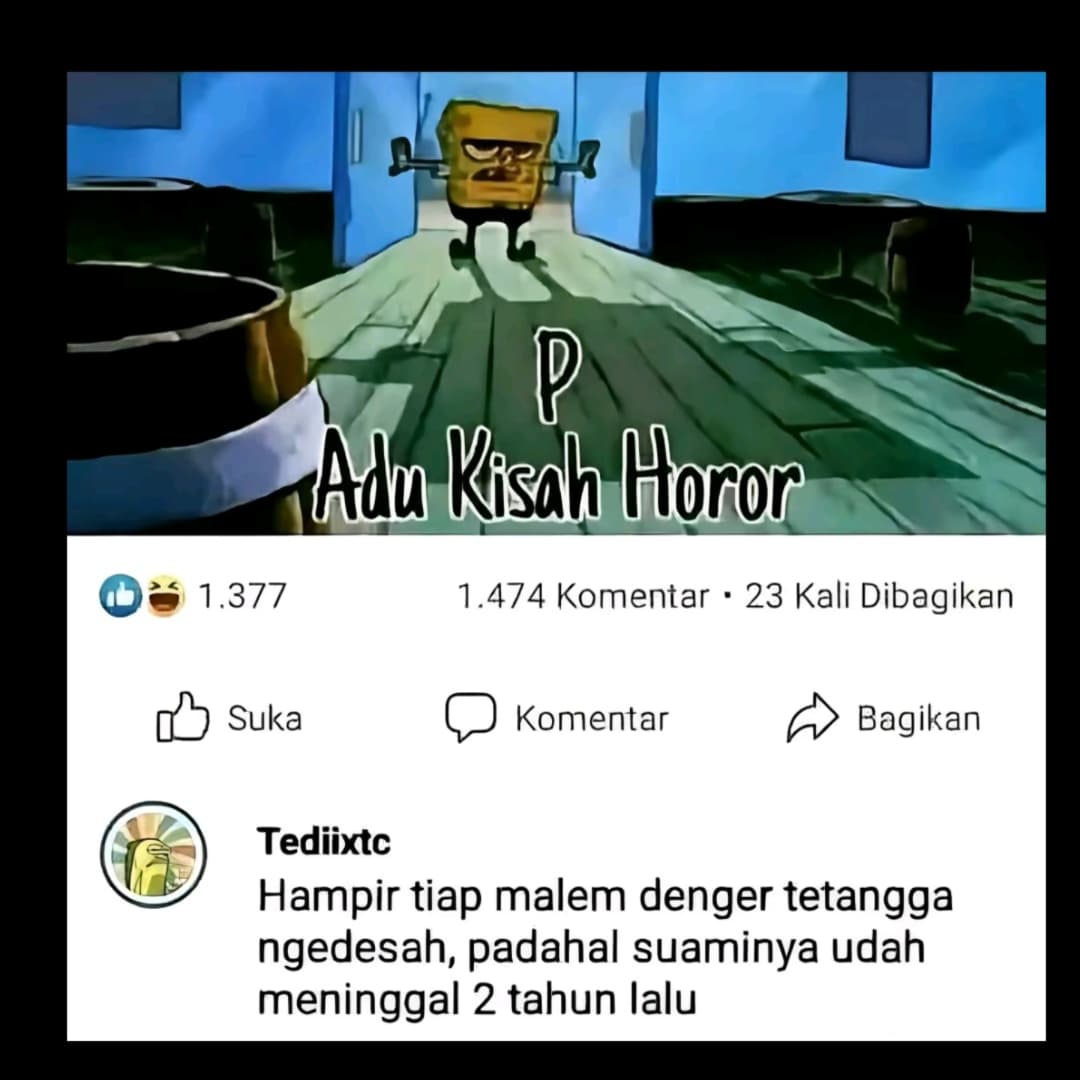 P
Adu Kisah Horor
1.377
1.474 Komentar • 23 Kali Dibagikan
Suka
Komentar
Bagikan
Tediixtc
Hampir tiap malem denger tetangga
ngedesah, padahal suaminya udah
meninggal 2 tahun lalu